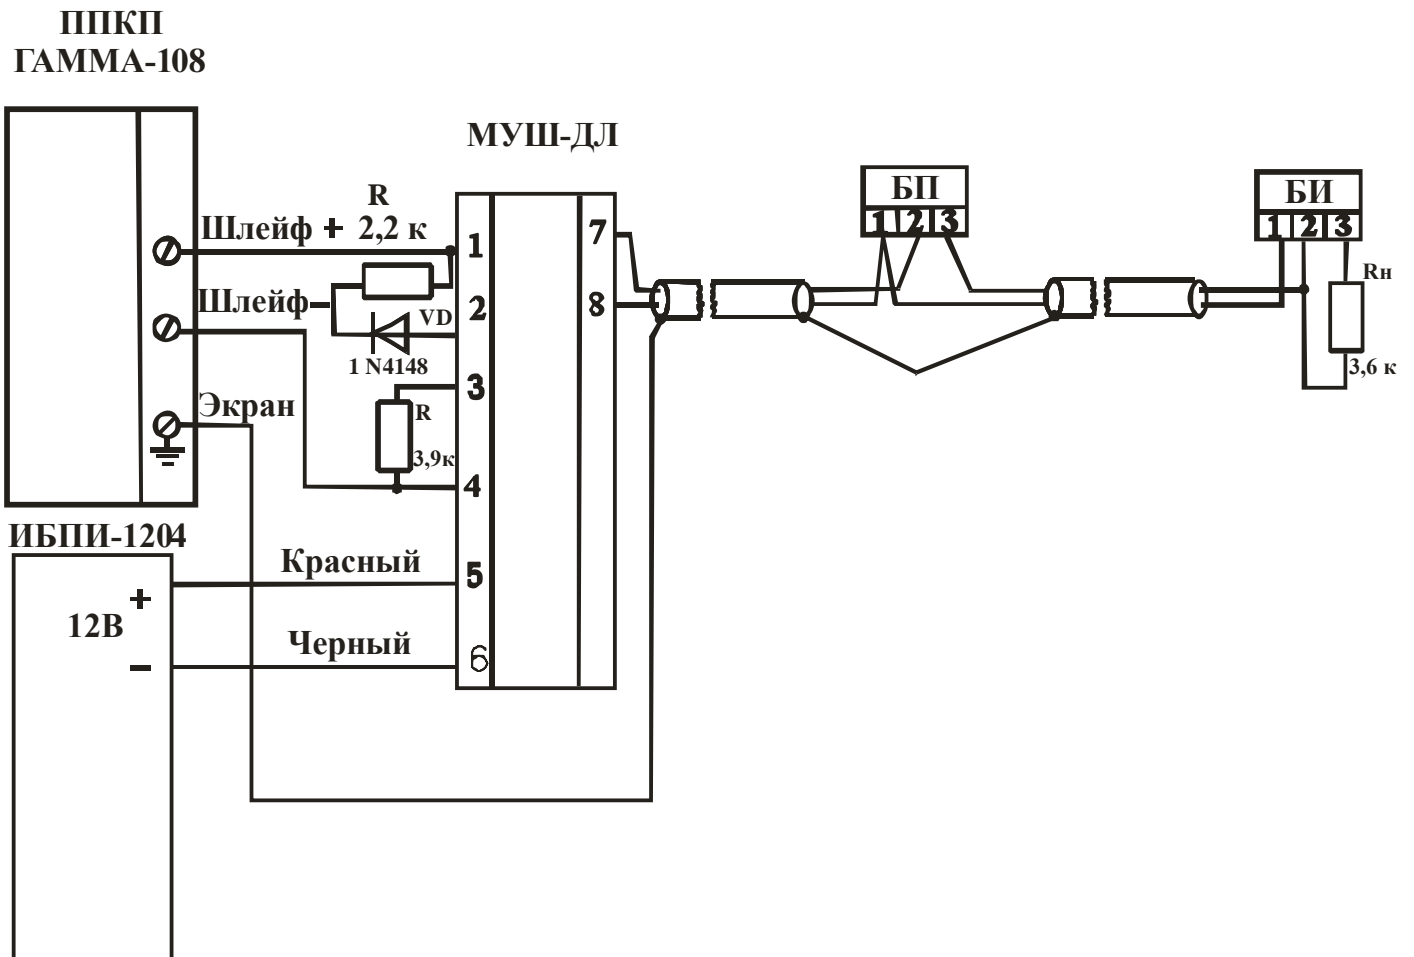 ППКП
ГАММА-108
МУШ-ДЛ
R
Шлейф + 2,2 к
1
7
БП
1 2 3
БИ
1 2 3
Шлейф-
2
VD
8
Rн
1 N4148
3
3,6 к
Экран
R
3,9к
4
ИБПИ-1204
Красный
5
+
12В
Черный
6
-